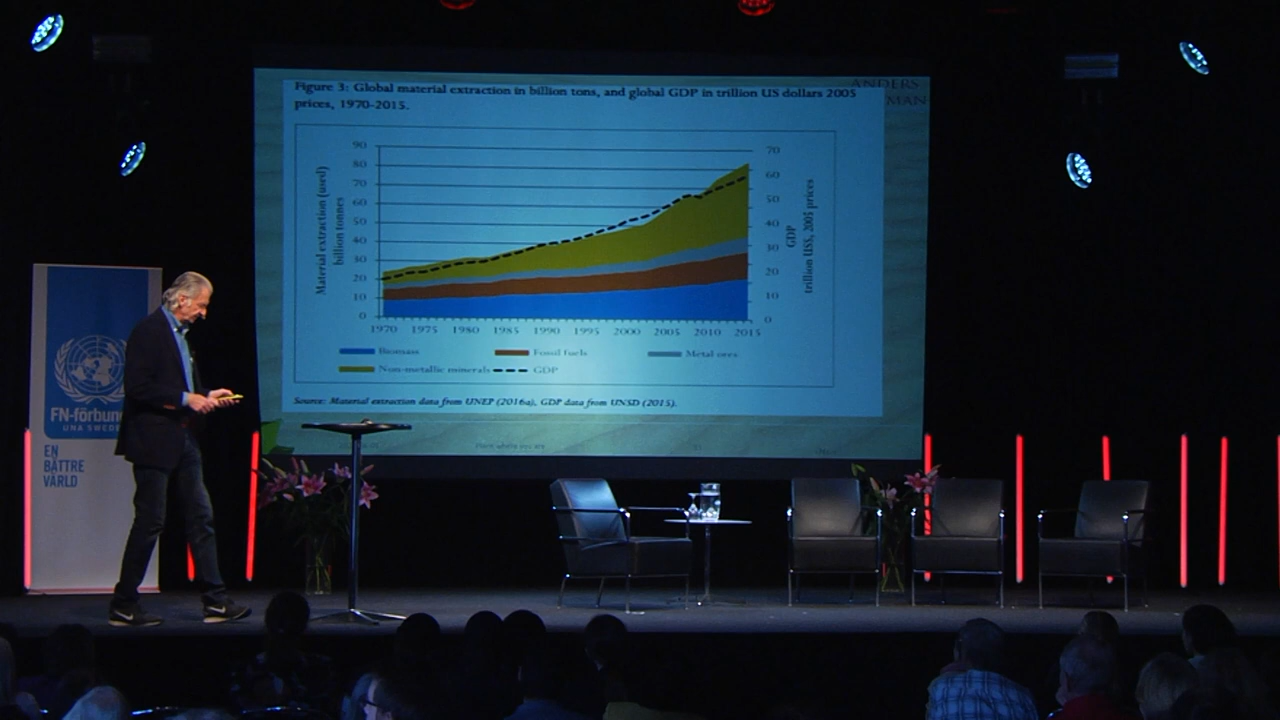 ANDERS
MAN
Figure 3: Global material extraction in billion tons, and global GDP in trillion US dollars 2005
prices, 1970-2015.
Material extraction (used)
billion tonnes
90
80
70
60
50
40
30
20
10
0
70
60
50
40
30
20
10
0
GDP
trillion US$, 2005 prices
1970 1975 1980 1985 1990 1995 2000 2005 2010 2015
Biomass Fossil fuels Metal ores
Non-metallic minerals GDP
Source: Material extraction data from UNEP (2016a), GDP data from UNSD (2015).
FN-förbun
UNA SWEDE
EN
BÄTTRE
VÄRLD